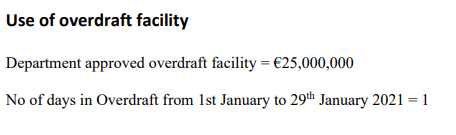 Use of overdraft facility
Department approved overdraft facility = €25,000,000
No of days in Overdraft from 1st January to 29th January 2021 = 1